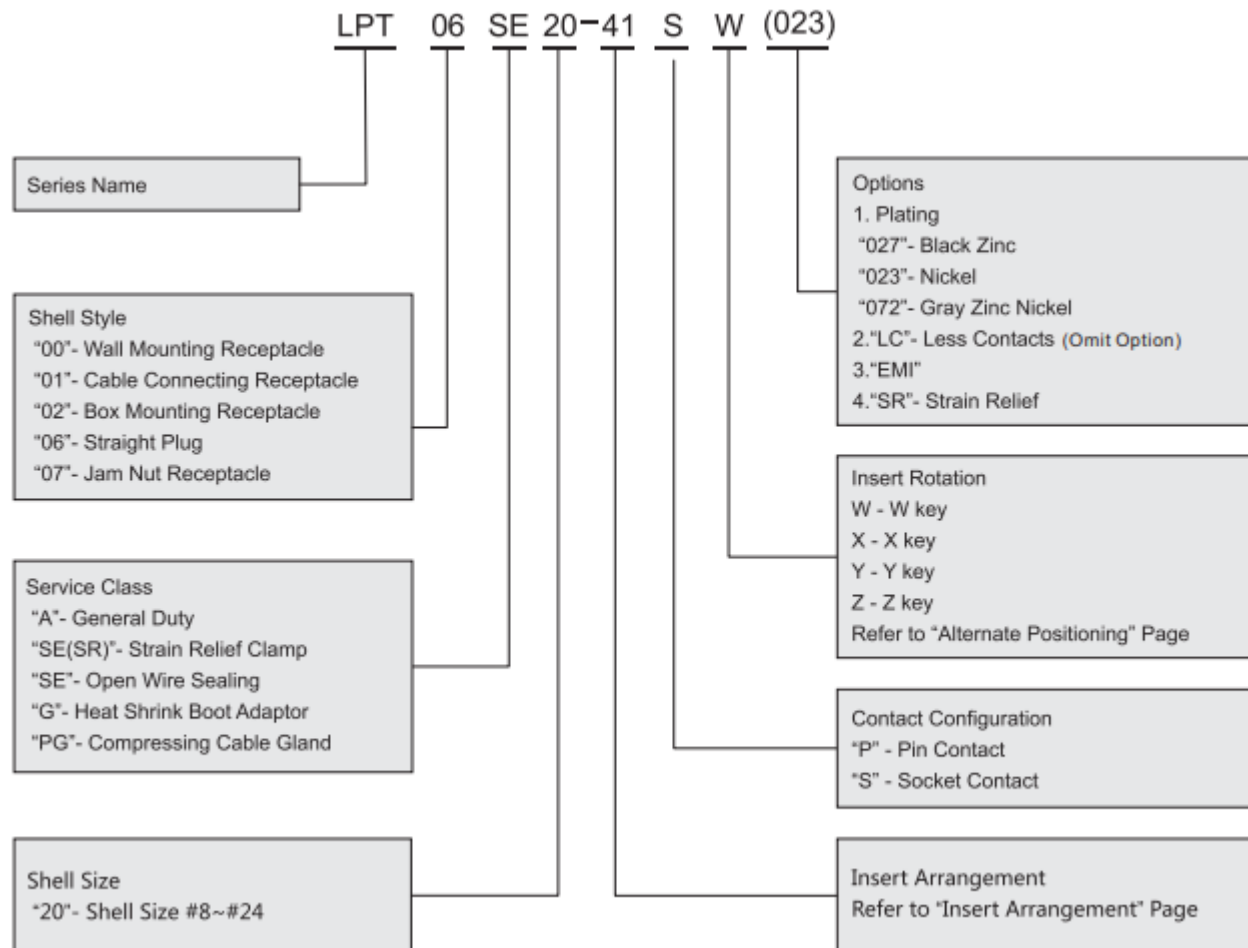 LPT 06 SE 20-41 S W (023)
Series Name
Shell Style
“00”- Wall Mounting Receptacle
“01”- Cable Connecting Receptacle
“02”- Box Mounting Receptacle
“06”- Straight Plug
“07”- Jam Nut Receptacle
Service Class
“A”- General Duty
“SE(SR)”- Strain Relief Clamp
“SE”- Open Wire Sealing
“G”- Heat Shrink Boot Adaptor
“PG”- Compressing Cable Gland
Shell Size
“20”- Shell Size #8~#24
Options
1. Plating
“027”- Black Zinc
“023”- Nickel
“072”- Gray Zinc Nickel
2.“LC”- Less Contacts (Omit Option)
3.“EMI”
4.“SR”- Strain Relief
Insert Rotation
W - W key
X - X key
Y - Y key
Z - Z key
Refer to “Alternate Positioning” Page
Contact Configuration
“P” - Pin Contact
“S” - Socket Contact
Insert Arrangement
Refer to “Insert Arrangement” Page